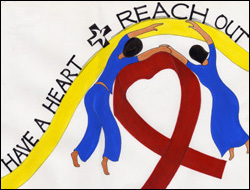 HAVE A HEART + REACH OUT